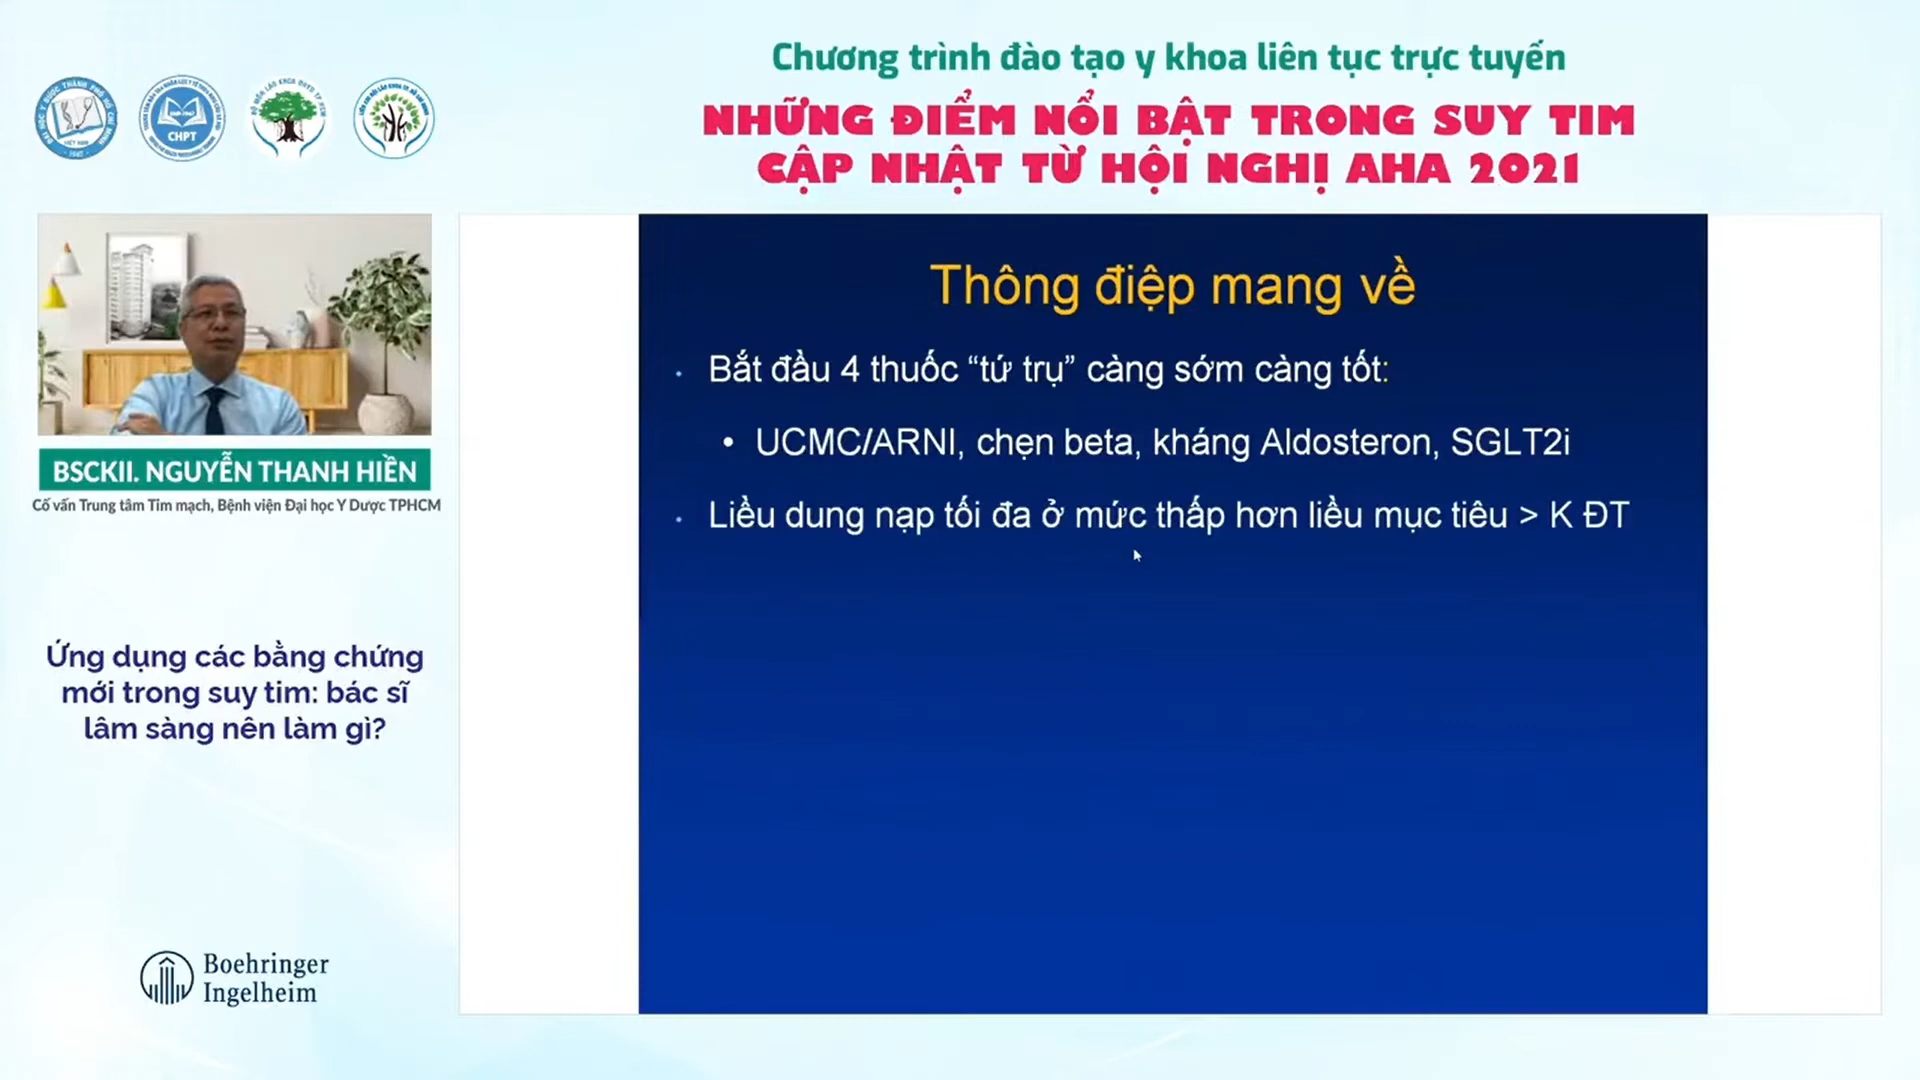 Chương trình đào tạo y khoa liên tục trực tuyến
NHỮNG ĐIỂM NỔI BẬT TRONG SUY TIM
CẬP NHẬT TỪ HỘI NGHỊ AHA 2021
CHPT
BSCKII. NGUYỄN THANH HIỀN
Cố vấn Trung tâm Tim mạch, Bệnh viện Đại học Y Dược TPHCM
Ứng dụng các bằng chứng
mới trong suy tim: bác sĩ
lâm sàng nên làm gì?
Boehringer
Ingelheim
Thông điệp mang về
• Bắt đầu 4 thuốc “tứ trụ” càng sớm càng tốt:
• UCMC/ARNI, chẹn beta, kháng Aldosteron, SGLT2i
• Liều dung nạp tối đa ở mức thấp hơn liều mục tiêu > K ĐT